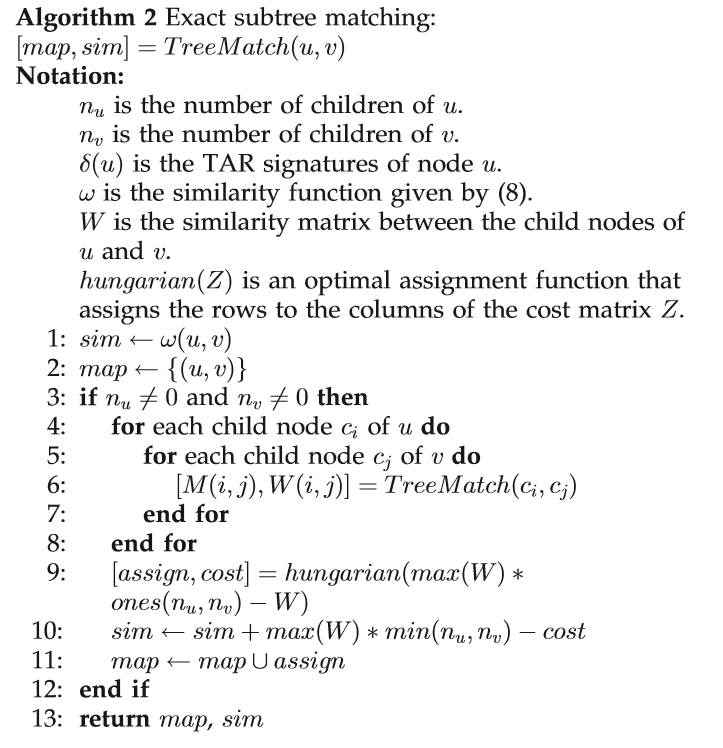 Algorithm 2 Exact subtree matching:
[map, sim] = TreeMatch(u, v)
Notation:
n_u is the number of children of u.
n_v is the number of children of v.
δ(u) is the TAR signatures of node u.
ω is the similarity function given by (8).
W is the similarity matrix between the child nodes of
u and v.
hungarian(Z) is an optimal assignment function that
assigns the rows to the columns of the cost matrix Z.
1: sim ← ω(u, v)
2: map ← {(u, v)}
3: if n_u ≠ 0 and n_v ≠ 0 then
4: for each child node c_i of u do
5: for each child node c_j of v do
6: [M(i, j), W(i, j)] = TreeMatch(c_i, c_j)
7: end for
8: end for
9: [assign, cost] = hungarian(max(W) *
ones(n_u, n_v) − W)
10: sim ← sim + max(W) * min(n_u, n_v) − cost
11: map ← map ∪ assign
12: end if
13: return map, sim